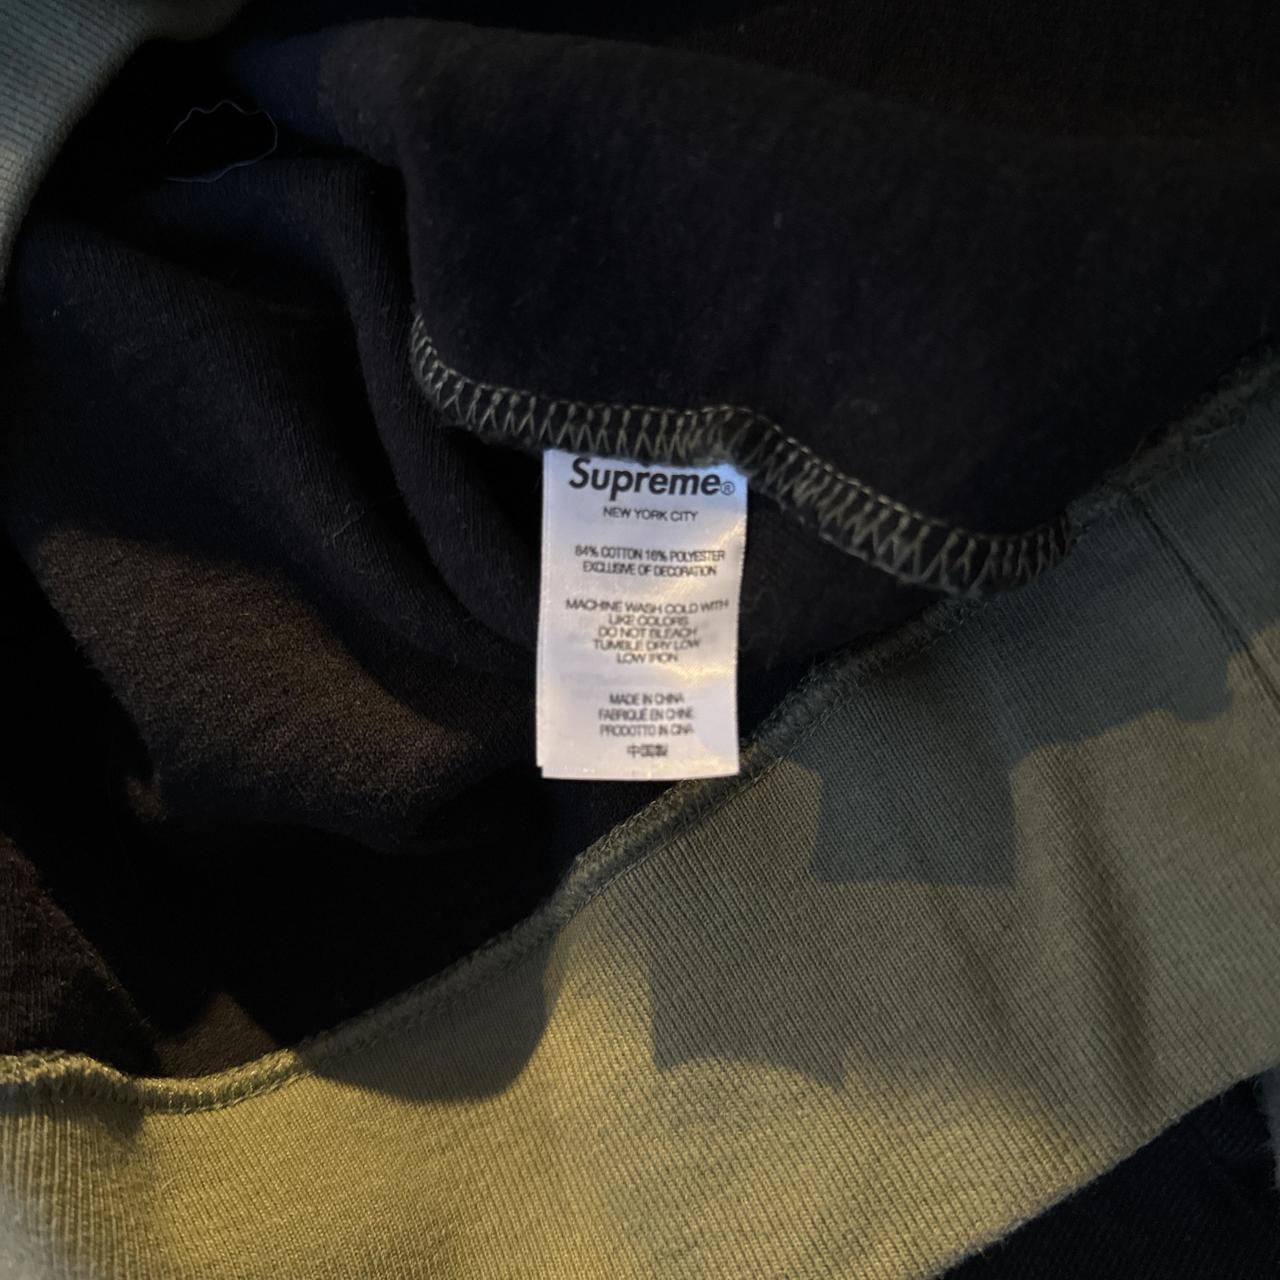 Supreme®
NEW YORK CITY
84% COTTON 16% POLYESTER
EXCLUSIVE OF DECORATION
MACHINE WASH COLD WITH
LIKE COLORS
DO NOT BLEACH
TUMBLE DRY LOW
LOW IRON
MADE IN CHINA
FABRIQUÉ EN CHINE
PRODOTTO IN CINA
中国製